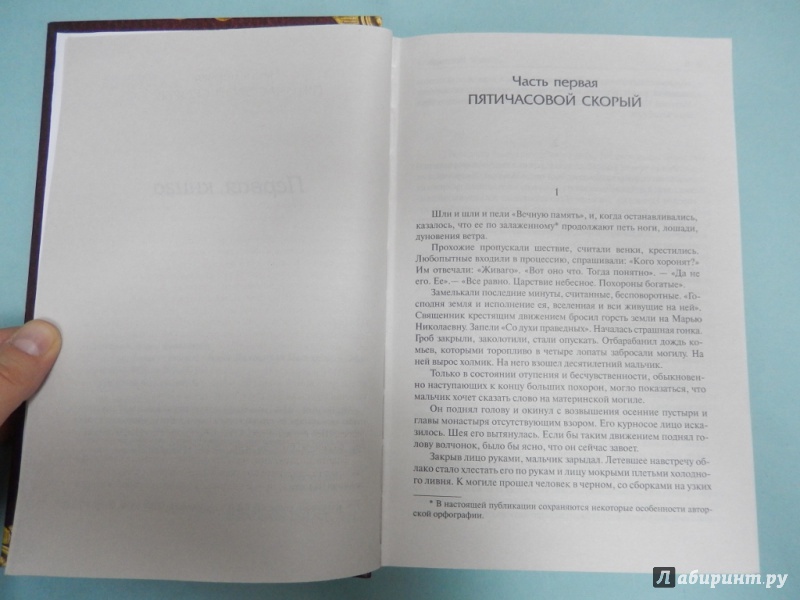 Первая книга
Часть первая
ПЯТИЧАСОВОЙ СКОРЫЙ
1
Шли и шли и пели «Вечную память», и, когда останавливались,
казалось, что ее по залаженному* продолжают петь ноги, лошади,
дуновения ветра.
Прохожие пропускали шествие, считали венки, крестились.
Любопытные входили в процессию, спрашивали: «Кого хоронят?»
Им отвечали: «Живаго». «Вот оно что. Тогда понятно». — «Да не
его. Ее». — «Все равно. Царствие небесное. Похороны богатые».
Замелькали последние минуты, считанные, бесповоротные. «Го-
сподня земля и исполнение ея, вселенная и вси живущие на ней».
Священник крестящим движением бросил горсть земли на Марью
Николаевну. Запели «Со духи праведных». Началась страшная гонка.
Гроб закрыли, заколотили, стали опускать. Отбарабанил дождь ко-
мьев, которыми торопливо в четыре лопаты забросали могилу. На
ней вырос холмик. На него взошел десятилетний мальчик.
Только в состоянии отупения и бесчувственности, обыкновен-
но наступающих к концу больших похорон, могло показаться, что
мальчик хочет сказать слово на материнской могиле.
Он поднял голову и окинул с возвышения осенние пустыри и
главы монастыря отсутствующим взором. Его курносое лицо иска-
зилось. Шея его вытянулась. Если бы таким движением поднял го-
лову волчонок, было бы ясно, что он сейчас завоет.
Закрыв лицо руками, мальчик зарыдал. Летевшее навстречу об-
лако стало хлестать его по рукам и лицу мокрыми плетьми холодно-
го ливня. К могиле прошел человек в черном, со сборками на узких
* В настоящей публикации сохраняются некоторые особенности автор-
ской орфографии.
Лабиринт.ру